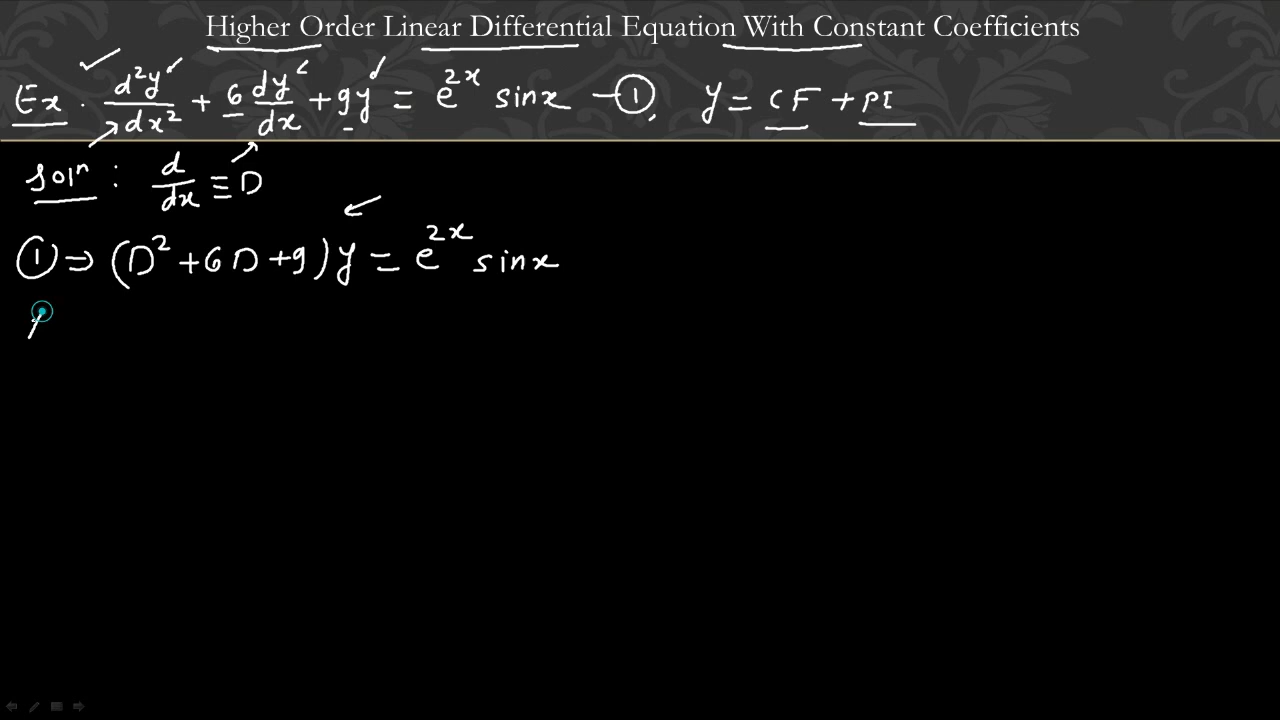 Higher Order Linear Differential Equation With Constant Coefficients
Ex. d²y/dx² + 6 dy/dx + 9y = e^2x sinx —①, y = CF + PI
Solⁿ : d/dx ≡ D
① ⇒ (D² + 6D + 9) y = e^2x sinx